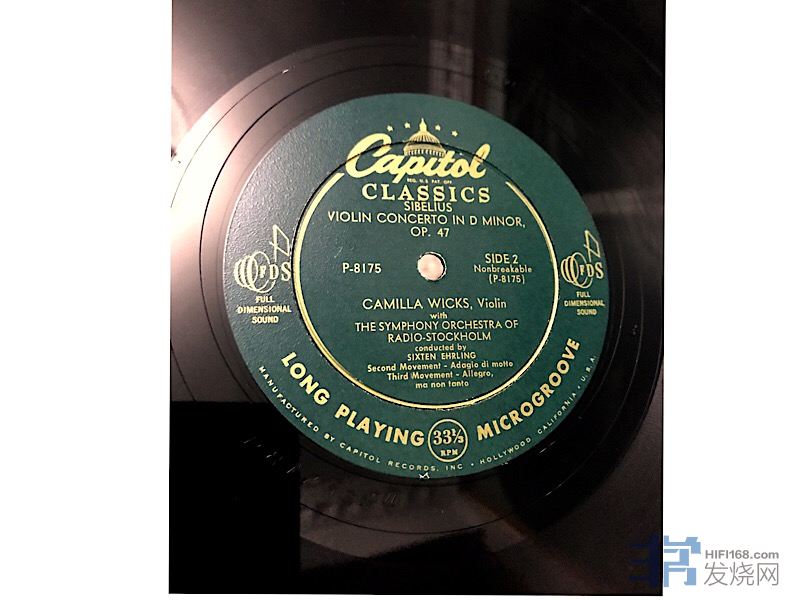 Capitol
REG. U.S. PAT. OFF.
CLASSICS
SIBELIUS
VIOLIN CONCERTO IN D MINOR,
OP. 47
P-8175
SIDE 2
Nonbreakable
(P-8175)
FDS
FULL
DIMENSIONAL
SOUND
FDS
FULL
DIMENSIONAL
SOUND
CAMILLA WICKS, Violin
with
THE SYMPHONY ORCHESTRA OF
RADIO-STOCKHOLM
conducted by
SIXTEN EHRLING
Second Movement - Adagio di motto
Third Movement - Allegro,
ma non tanto
LONG PLAYING 33⅓ RPM MICROGROOVE
MANUFACTURED BY CAPITOL RECORDS, INC • HOLLYWOOD CALIFORNIA • U.S.A.
HIFI168.com
发烧网